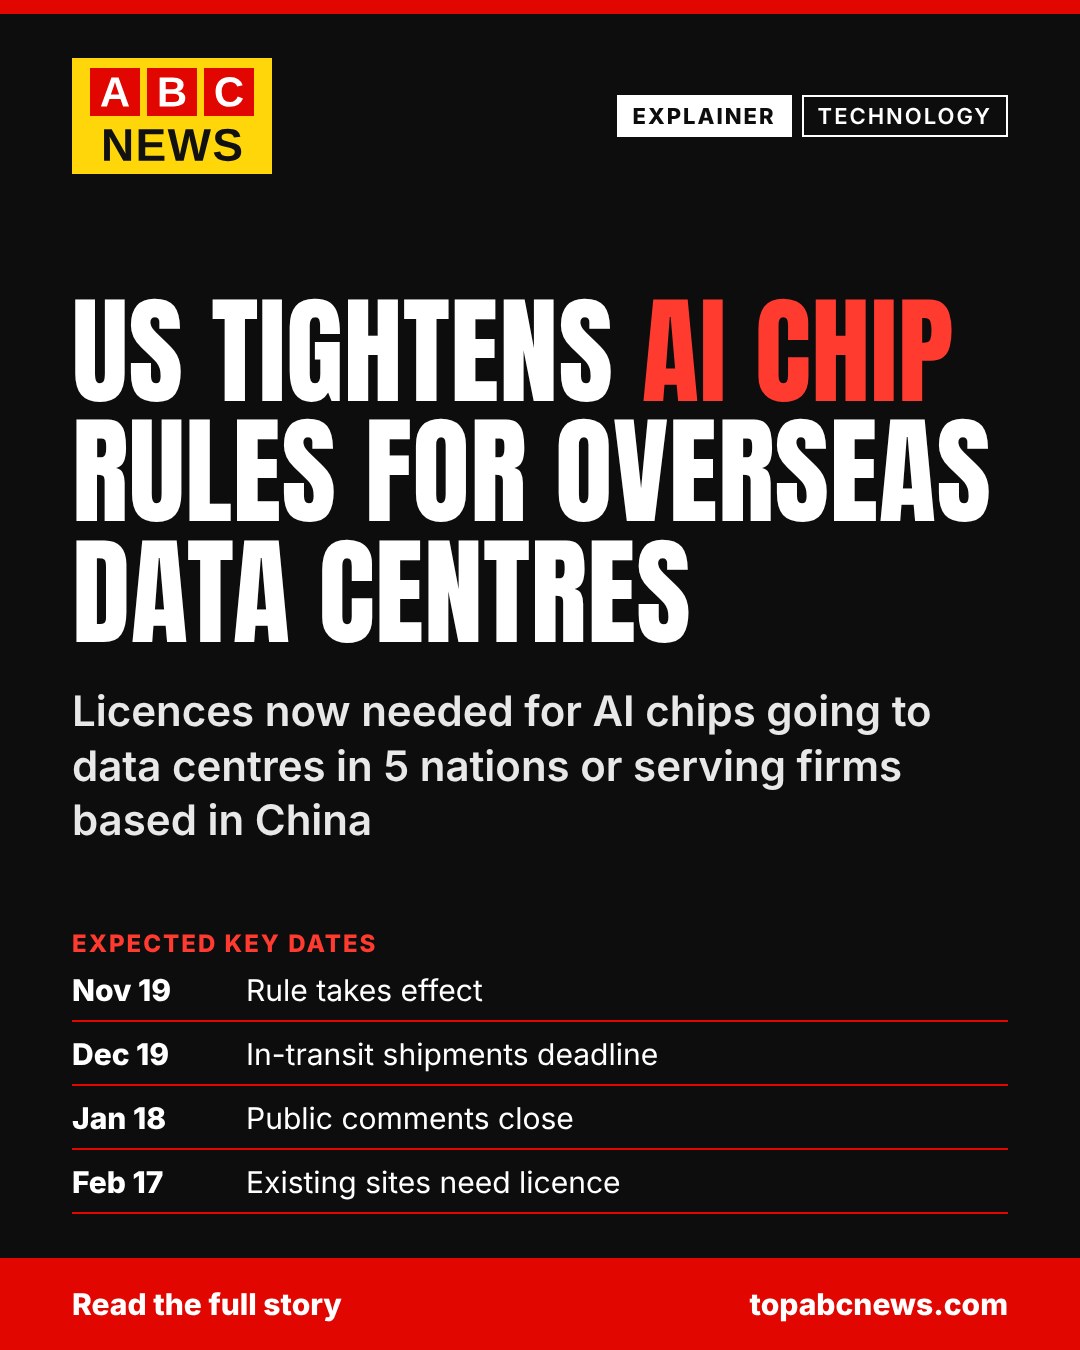 ABC
NEWS
EXPLAINER
TECHNOLOGY
US TIGHTENS AI CHIP
RULES FOR OVERSEAS
DATA CENTRES
Licences now needed for AI chips going to
data centres in 5 nations or serving firms
based in China
EXPECTED KEY DATES
Nov 19 Rule takes effect
Dec 19 In-transit shipments deadline
Jan 18 Public comments close
Feb 17 Existing sites need licence
Read the full story
topabcnews.com